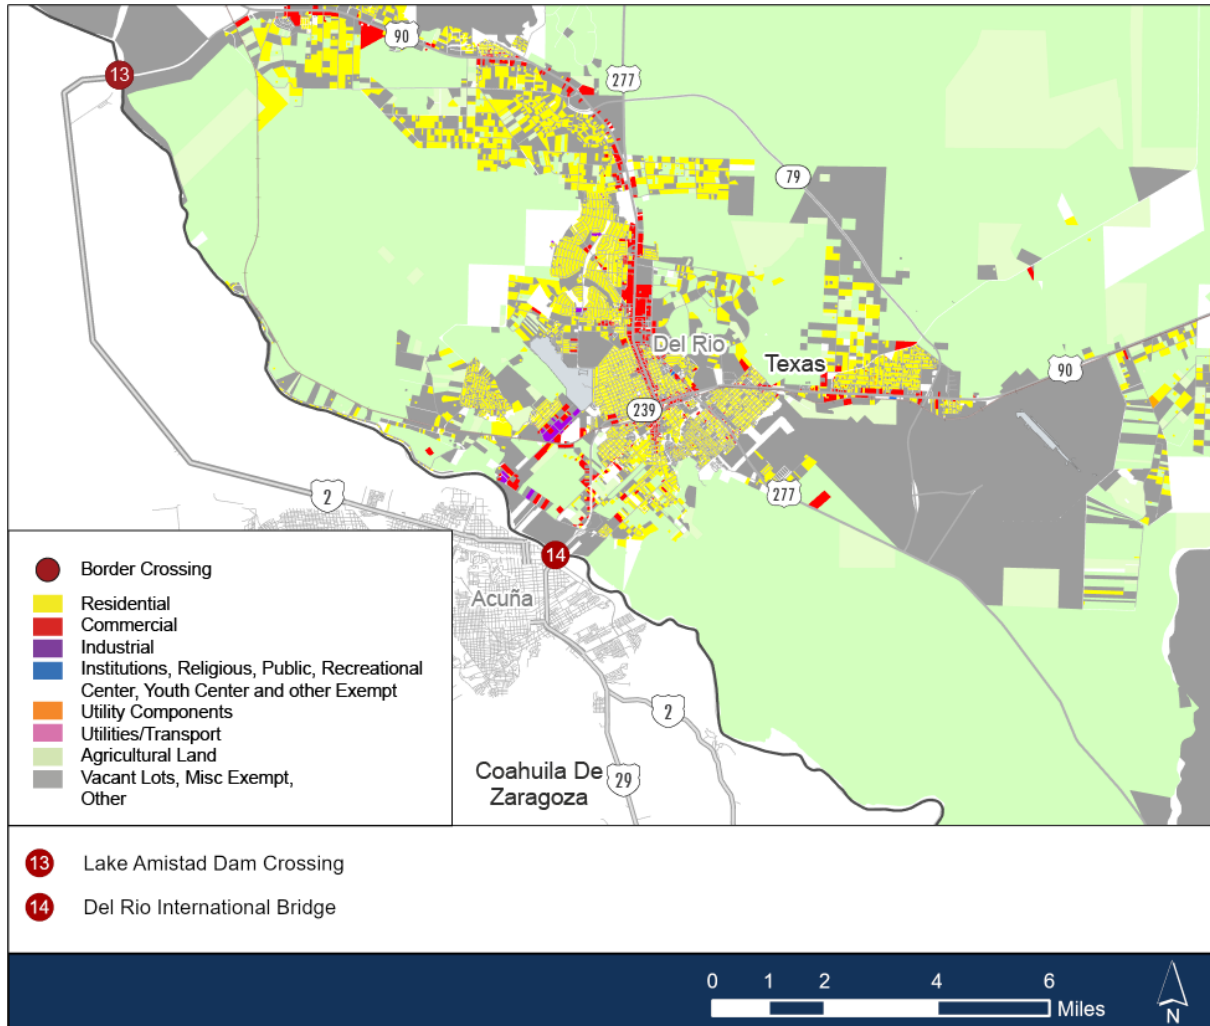 90
277
13
79
Del Rio
Texas
90
239
277
2
14
Acuña
2
Coahuila De
Zaragoza
29
Border Crossing
Residential
Commercial
Industrial
Institutions, Religious, Public, Recreational
Center, Youth Center and other Exempt
Utility Components
Utilities/Transport
Agricultural Land
Vacant Lots, Misc Exempt,
Other
13 Lake Amistad Dam Crossing
14 Del Rio International Bridge
0 1 2 4 6
Miles
N